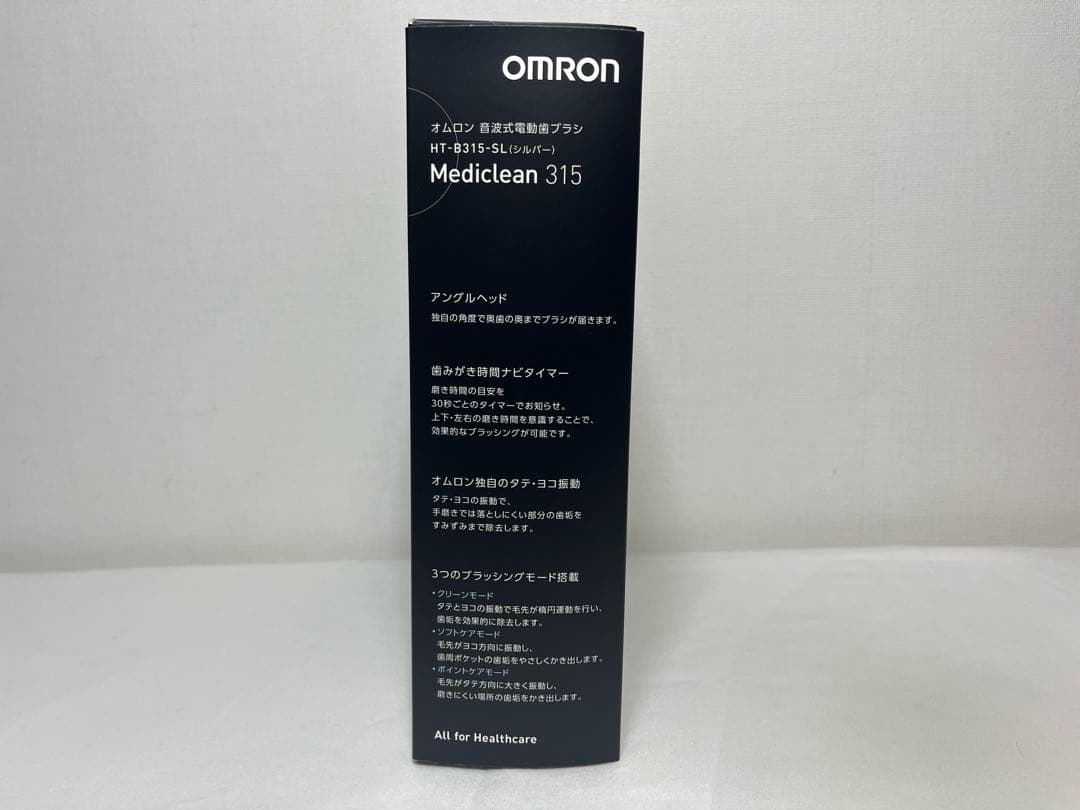 OMRON
オムロン 音波式電動歯ブラシ
HT-B315-SL(シルバー)
Mediclean 315
アングルヘッド
独自の角度で奥歯の奥までブラシが届きます。
歯みがき時間ナビタイマー
磨き時間の目安を
30秒ごとのタイマーでお知らせ。
上下・左右の磨き時間を意識することで、
効果的なブラッシングが可能です。
オムロン独自のタテ・ヨコ振動
タテ・ヨコの振動で、
手磨きでは落としにくい部分の歯垢を
すみずみまで除去します。
3つのブラッシングモード搭載
・クリーンモード
タテとヨコの振動で毛先が楕円運動を行い、
歯垢を効果的に除去します。
・ソフトケアモード
毛先がヨコ方向に振動し、
歯周ポケットの歯垢をやさしくかき出します。
・ポイントケアモード
毛先がタテ方向に大きく振動し、
磨きにくい場所の歯垢をかき出します。
All for Healthcare